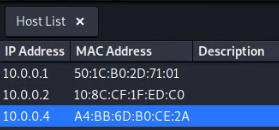 Host List ×
IP Address MAC Address Description
10.0.0.1 50:1C:B0:2D:71:01
10.0.0.2 10:8C:CF:1F:ED:C0
10.0.0.4 A4:BB:6D:B0:CE:2A